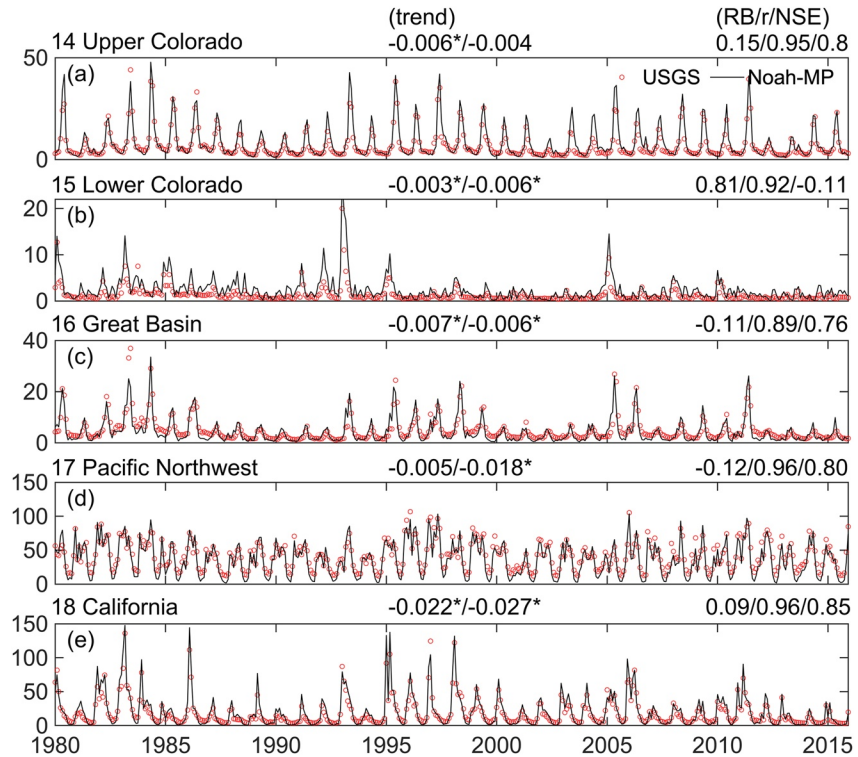 (trend) (RB/r/NSE)
14 Upper Colorado -0.006*/-0.004 0.15/0.95/0.8
50
(a) USGS Noah-MP
0
15 Lower Colorado -0.003*/-0.006* 0.81/0.92/-0.11
20
(b)
10
0
16 Great Basin -0.007*/-0.006* -0.11/0.89/0.76
40
(c)
20
0
17 Pacific Northwest -0.005/-0.018* -0.12/0.96/0.80
150
(d)
100
50
0
18 California -0.022*/-0.027* 0.09/0.96/0.85
150
(e)
100
50
0
1980 1985 1990 1995 2000 2005 2010 2015